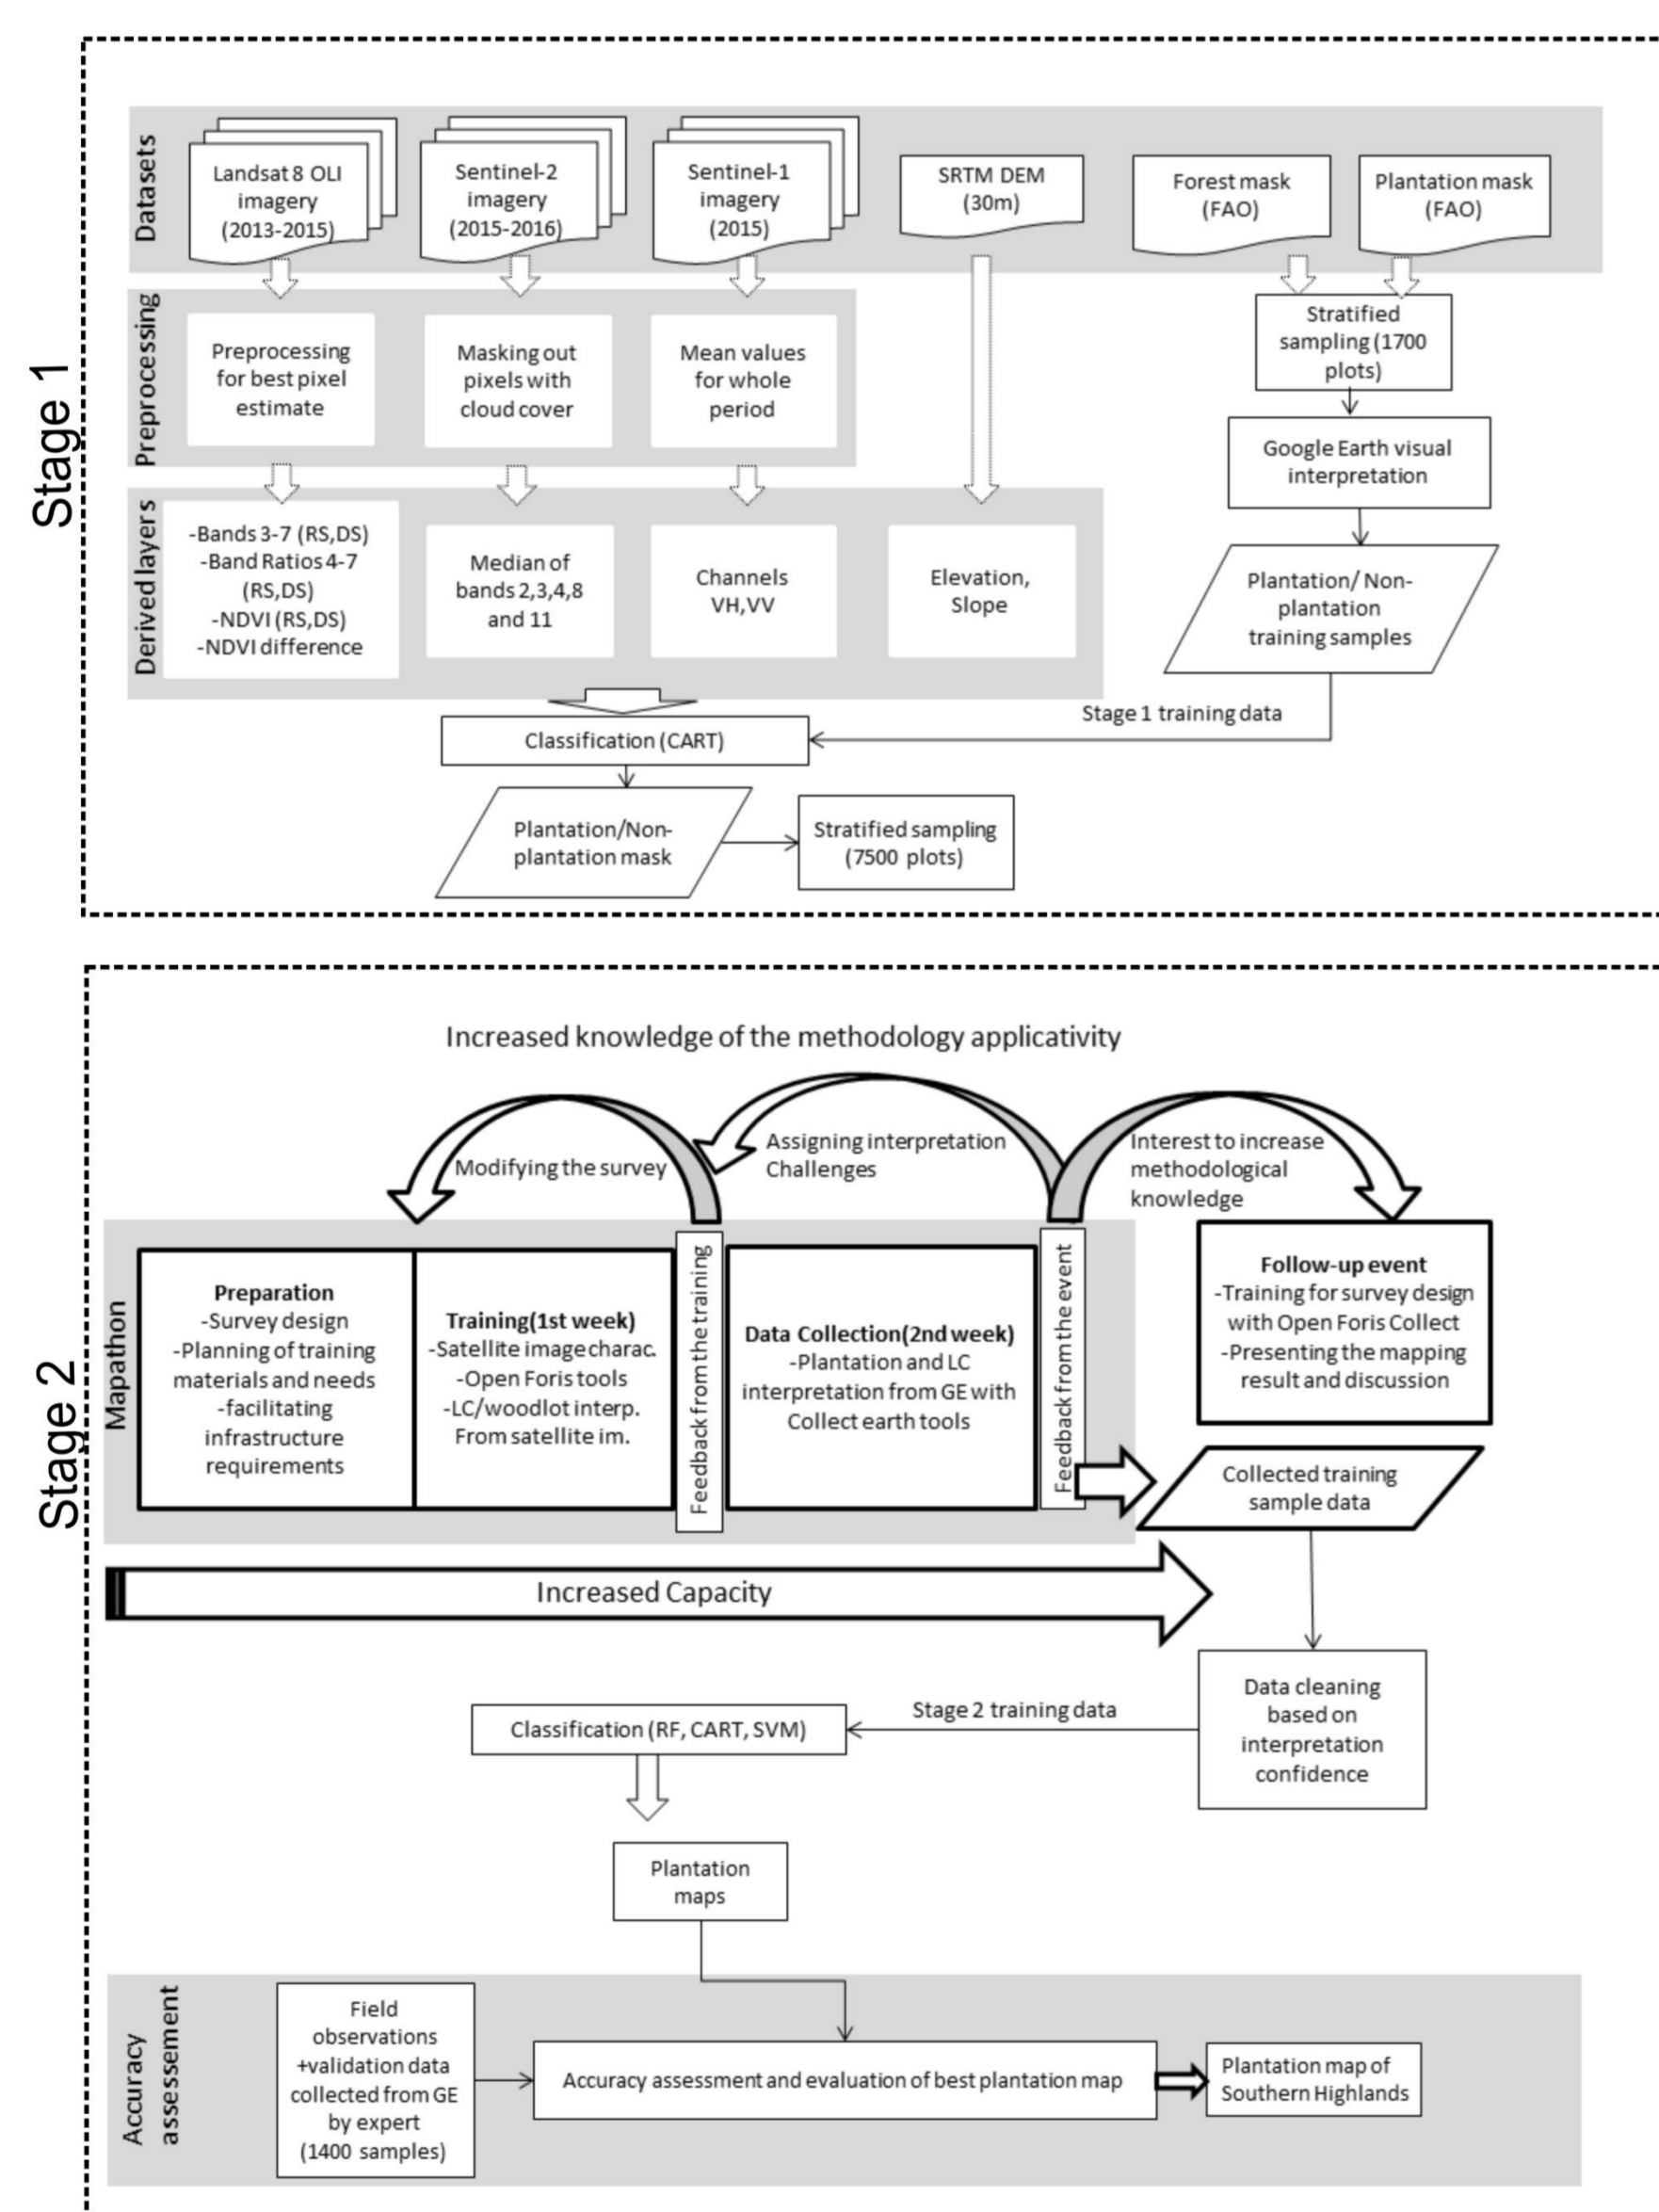 Stage 1
Datasets
Landsat 8 OLI
imagery
(2013-2015)
Sentinel-2
imagery
(2015-2016)
Sentinel-1
imagery
(2015)
SRTM DEM
(30m)
Forest mask
(FAO)
Plantation mask
(FAO)
Preprocessing
Preprocessing
for best pixel
estimate
Masking out
pixels with
cloud cover
Mean values
for whole
period
Stratified
sampling (1700
plots)
Google Earth visual
interpretation
Derived layers
-Bands 3-7 (RS,DS)
-Band Ratios 4-7
(RS,DS)
-NDVI (RS,DS)
-NDVI difference
Median of
bands 2,3,4,8
and 11
Channels
VH,VV
Elevation,
Slope
Plantation/ Non-
plantation
training samples
Stage 1 training data
Classification (CART)
Plantation/Non-
plantation mask
Stratified sampling
(7500 plots)
Stage 2
Increased knowledge of the methodology applicativity
Modifying the survey
Assigning interpretation
Challenges
Interest to increase
methodological
knowledge
Mapathon
Preparation
-Survey design
-Planning of training
materials and needs
-facilitating
infrastructure
requirements
Training(1st week)
-Satellite image charac.
-Open Foris tools
-LC/woodlot interp.
From satellite im.
Feedback from the training
Data Collection(2nd week)
-Plantation and LC
interpretation from GE with
Collect earth tools
Feedback from the event
Follow-up event
-Training for survey design
with Open Foris Collect
-Presenting the mapping
result and discussion
Collected training
sample data
Increased Capacity
Data cleaning
based on
interpretation
confidence
Stage 2 training data
Classification (RF, CART, SVM)
Plantation
maps
Accuracy
assessement
Field
observations
+validation data
collected from GE
by expert
(1400 samples)
Accuracy assessment and evaluation of best plantation map
Plantation map of
Southern Highlands